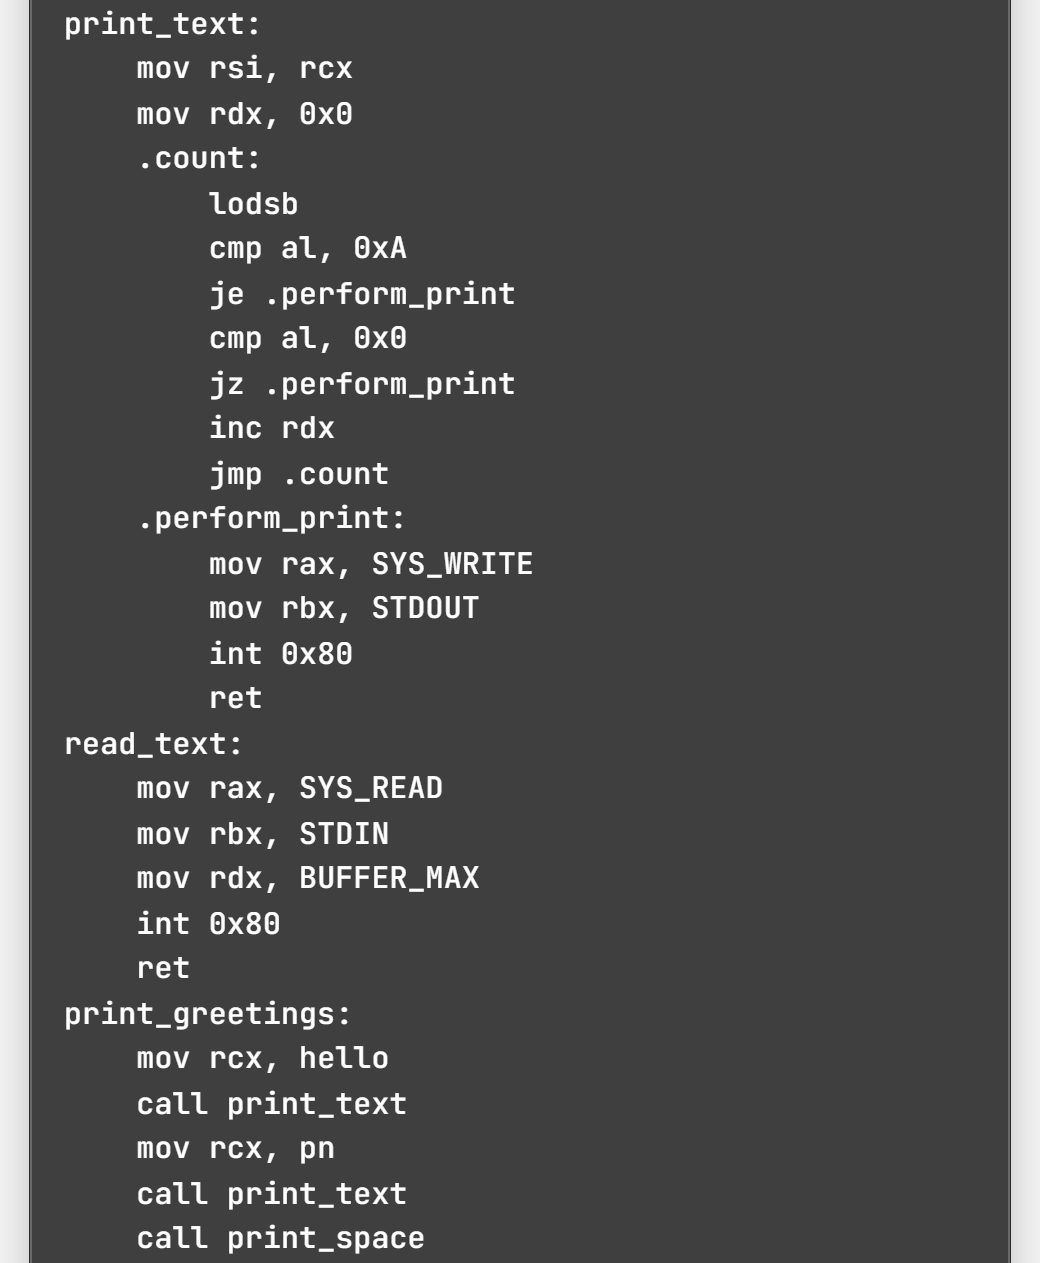 print_text:
    mov rsi, rcx
    mov rdx, 0x0
    .count:
        lodsb
        cmp al, 0xA
        je .perform_print
        cmp al, 0x0
        jz .perform_print
        inc rdx
        jmp .count
    .perform_print:
        mov rax, SYS_WRITE
        mov rbx, STDOUT
        int 0x80
        ret
read_text:
    mov rax, SYS_READ
    mov rbx, STDIN
    mov rdx, BUFFER_MAX
    int 0x80
    ret
print_greetings:
    mov rcx, hello
    call print_text
    mov rcx, pn
    call print_text
    call print_space